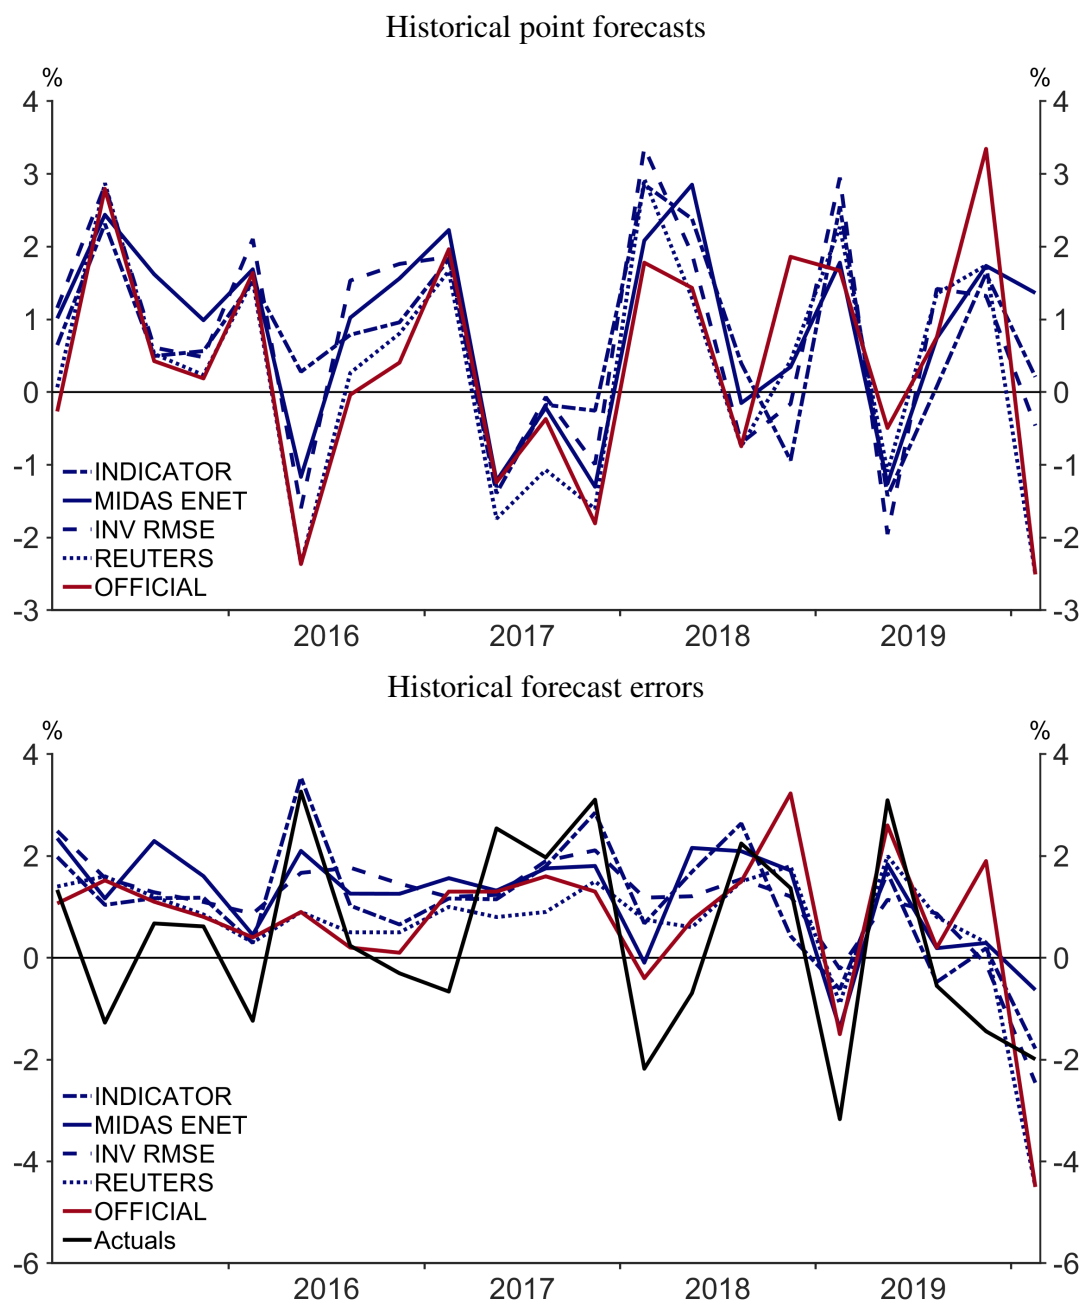 Historical point forecasts
% %
4 4
3 3
2 2
1 1
0 0
-1 -1
-2 -2
-3 -3
INDICATOR
MIDAS ENET
INV RMSE
REUTERS
OFFICIAL
2016 2017 2018 2019
Historical forecast errors
% %
4 4
2 2
0 0
-2 -2
-4 -4
-6 -6
INDICATOR
MIDAS ENET
INV RMSE
REUTERS
OFFICIAL
Actuals
2016 2017 2018 2019